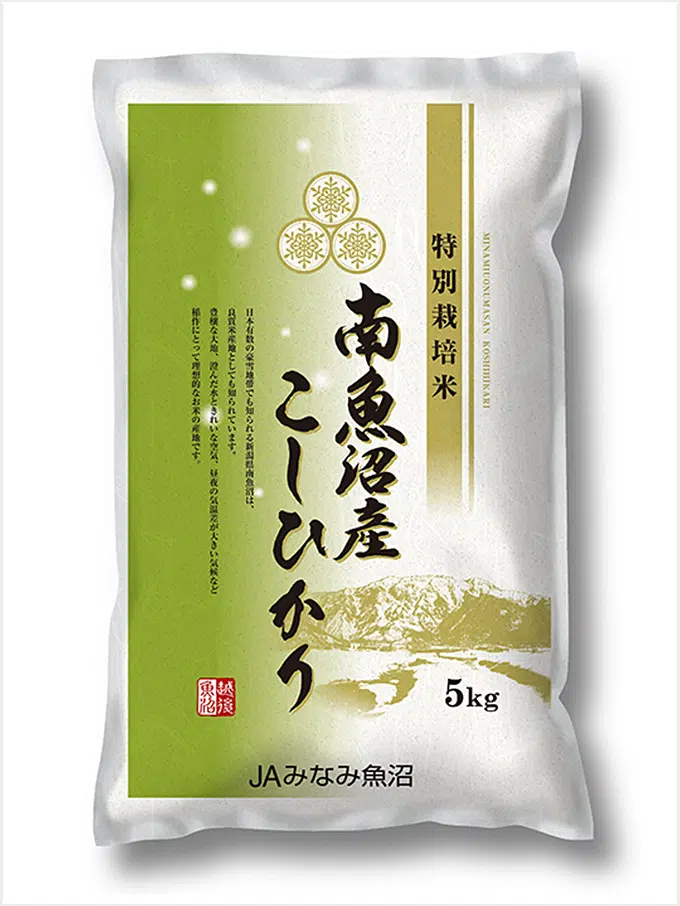 特別栽培米
MINAMIUONUMASAN KOSHIHIKARI
南魚沼産
こしひかり
日本有数の豪雪地帯でも知られる新潟県南魚沼は、
良質米産地としても知られています。
豊穣な大地、澄んだ水ときれいな空気、昼夜の気温差が大きい気候など
稲作にとって理想的なお米の産地です。
越後
魚沼
5kg
JAみなみ魚沼